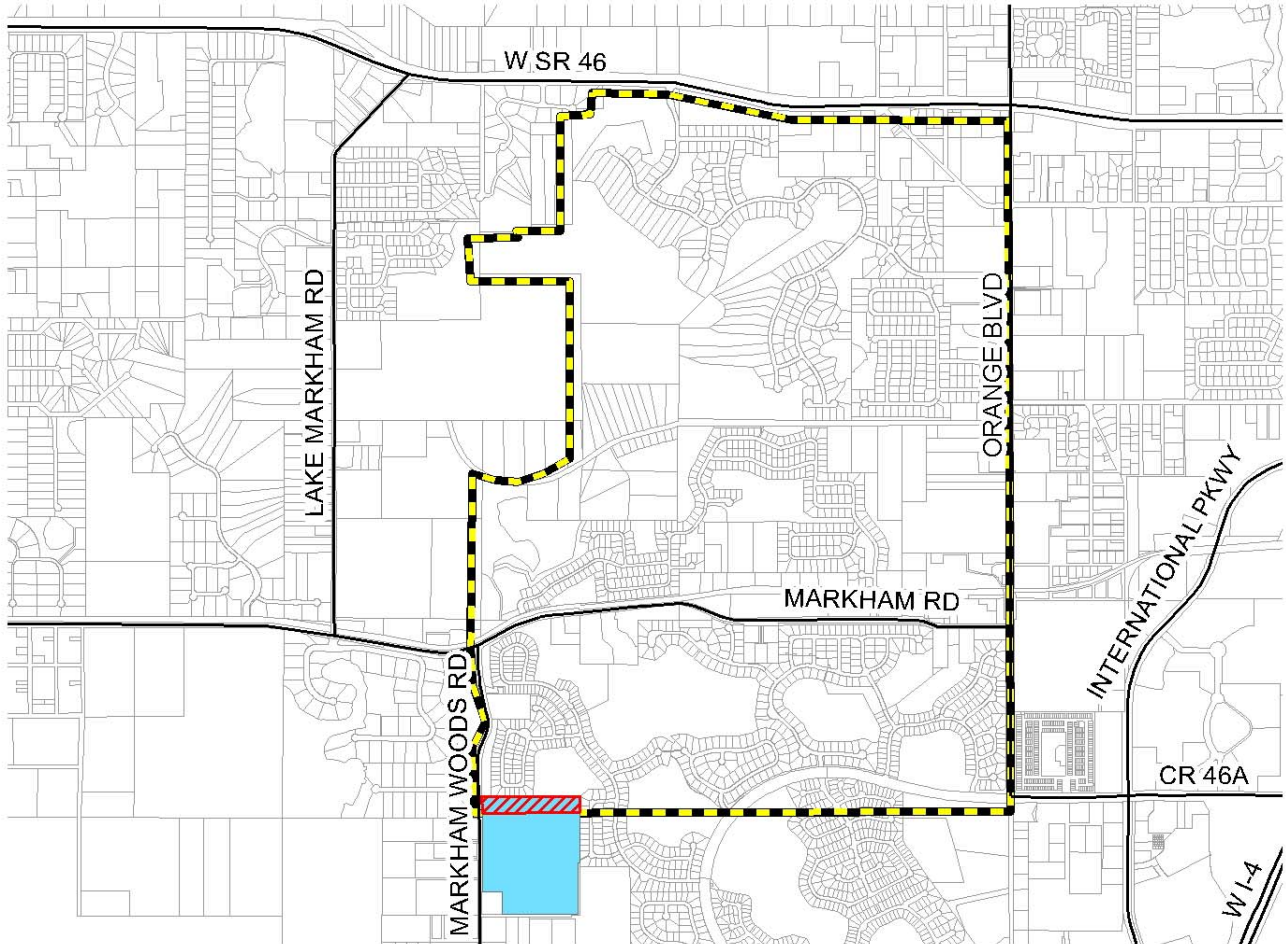 W SR 46
LAKE MARKHAM RD
ORANGE BLVD
INTERNATIONAL PKWY
MARKHAM RD
MARKHAM WOODS RD
CR 46A
W I-4